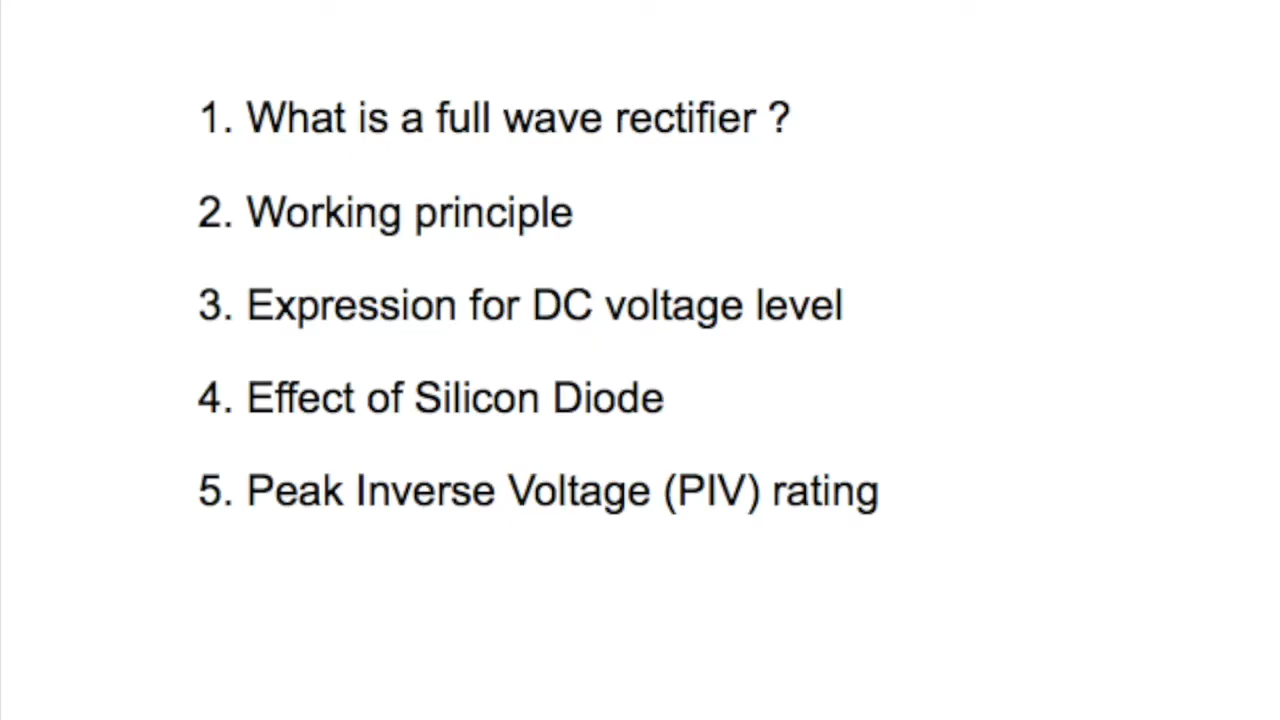 1. What is a full wave rectifier ?
2. Working principle
3. Expression for DC voltage level
4. Effect of Silicon Diode
5. Peak Inverse Voltage (PIV) rating